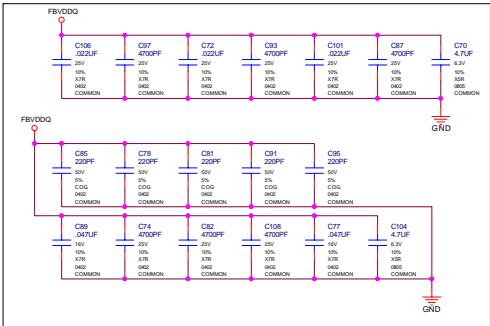 FBVDDQ
C106 C97 C72 C93 C101 C87 C70
.022UF 4700PF .022UF 4700PF .022UF 4700PF 4.7UF
25V 25V 25V 25V 25V 25V 6.3V
10% 10% 10% 10% 10% 10% 10%
X7R X7R X7R X7R X7R X7R X5R
0402 0402 0402 0402 0402 0402 0805
COMMON COMMON COMMON COMMON COMMON COMMON COMMON
GND
FBVDDQ
C85 C78 C81 C91 C95
220PF 220PF 220PF 220PF 220PF
50V 50V 50V 50V 50V
5% 5% 5% 5% 5%
COG COG COG COG COG
0402 0402 0402 0402 0402
COMMON COMMON COMMON COMMON COMMON
C89 C74 C82 C108 C77 C104
.047UF 4700PF 4700PF 4700PF .047UF 4.7UF
16V 25V 25V 25V 16V 6.3V
10% 10% 10% 10% 10% 10%
X7R X7R X7R X7R X7R X5R
0402 0402 0402 0402 0402 0805
COMMON COMMON COMMON COMMON COMMON COMMON
GND